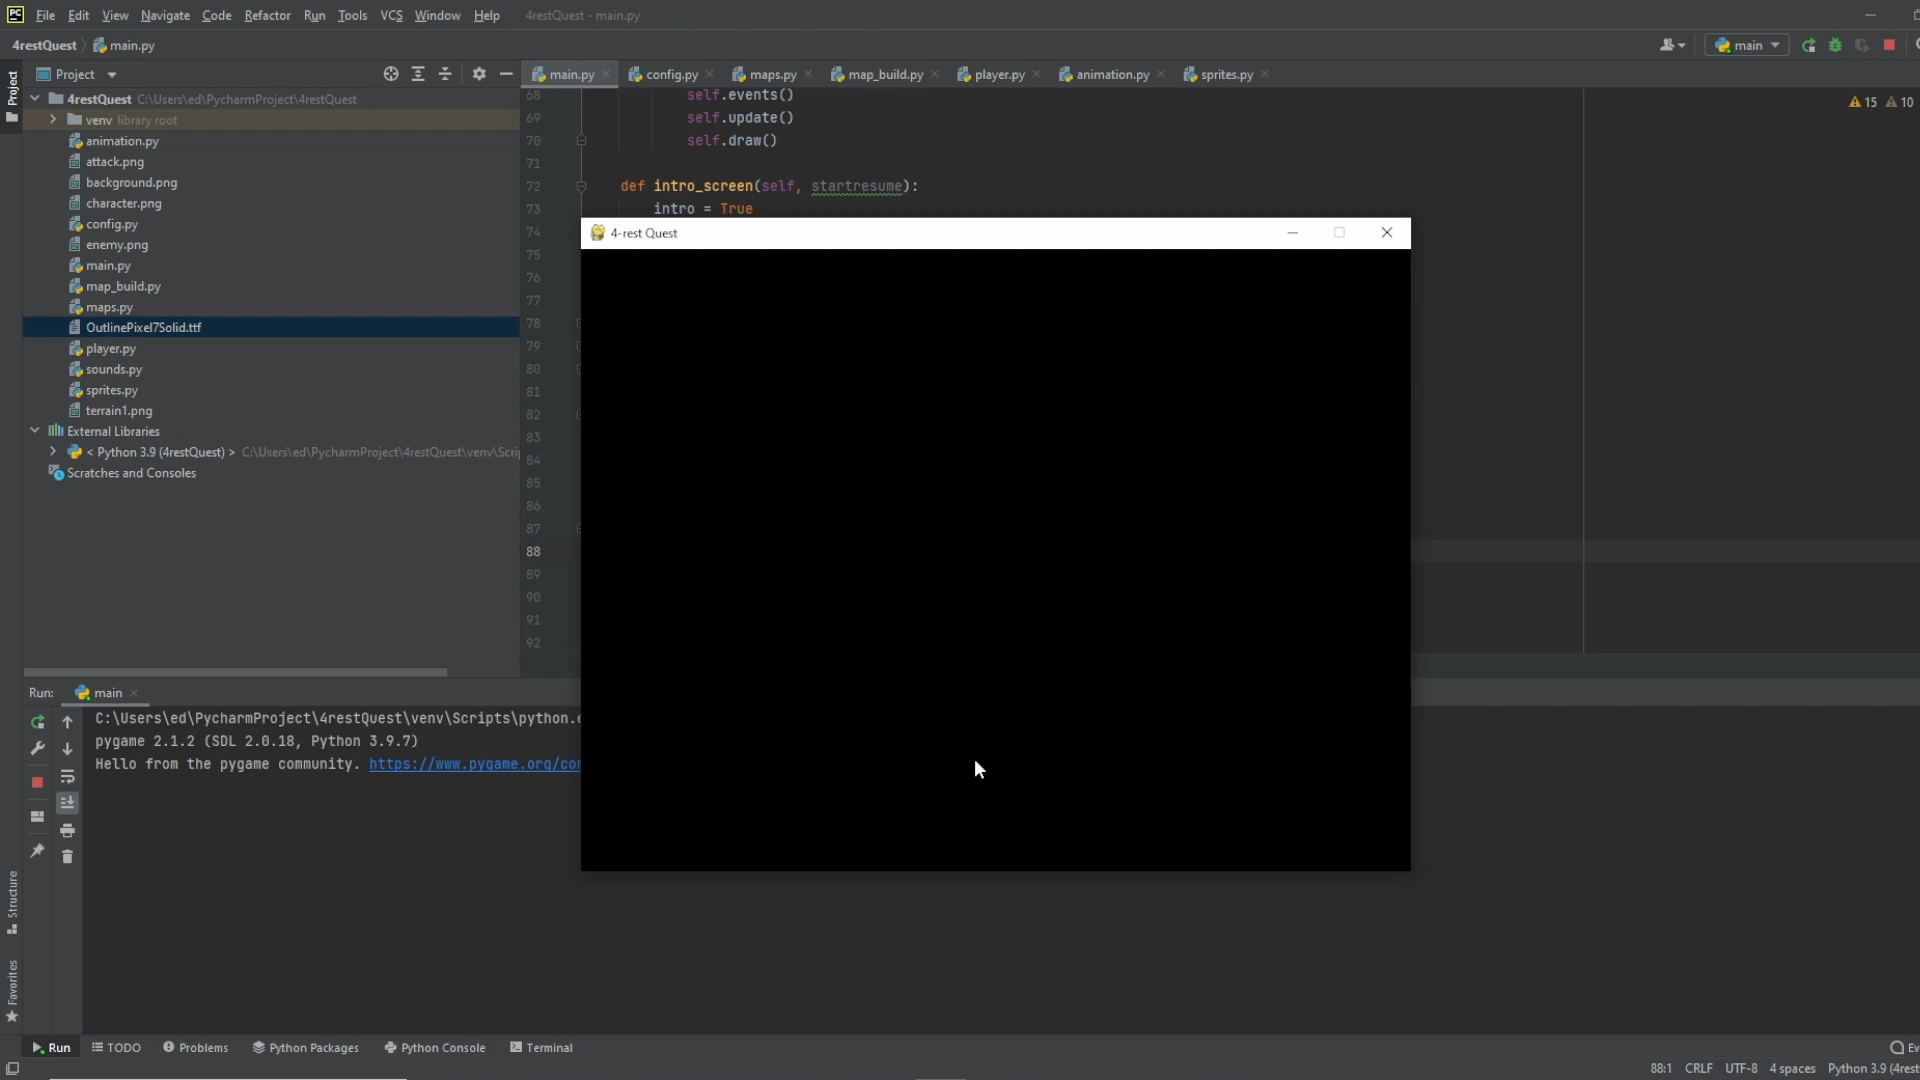 PC File Edit View Navigate Code Refactor Run Tools VCS Window Help 4restQuest - main.py
4restQuest main.py
main
Project
Project
main.py config.py maps.py map_build.py player.py animation.py sprites.py
4restQuest C:\Users\ed\PycharmProject\4restQuest
venv library root
animation.py
attack.png
background.png
character.png
config.py
enemy.png
main.py
map_build.py
maps.py
OutlinePixel7Solid.ttf
player.py
sounds.py
sprites.py
terrain1.png
External Libraries
< Python 3.9 (4restQuest) > C:\Users\ed\PycharmProject\4restQuest\venv\Scri
Scratches and Consoles
15 10
68 self.events()
69 self.update()
70 self.draw()
71
72 def intro_screen(self, startresume):
73 intro = True
74
75
76
77
78
79
80
81
82
83
84
85
86
87
88
89
90
91
92
4-rest Quest
Run: main
C:\Users\ed\PycharmProject\4restQuest\venv\Scripts\python.e
pygame 2.1.2 (SDL 2.0.18, Python 3.9.7)
Hello from the pygame community. https://www.pygame.org/con
Structure
Favorites
Run TODO Problems Python Packages Python Console Terminal Ev
88:1 CRLF UTF-8 4 spaces Python 3.9 (4rest